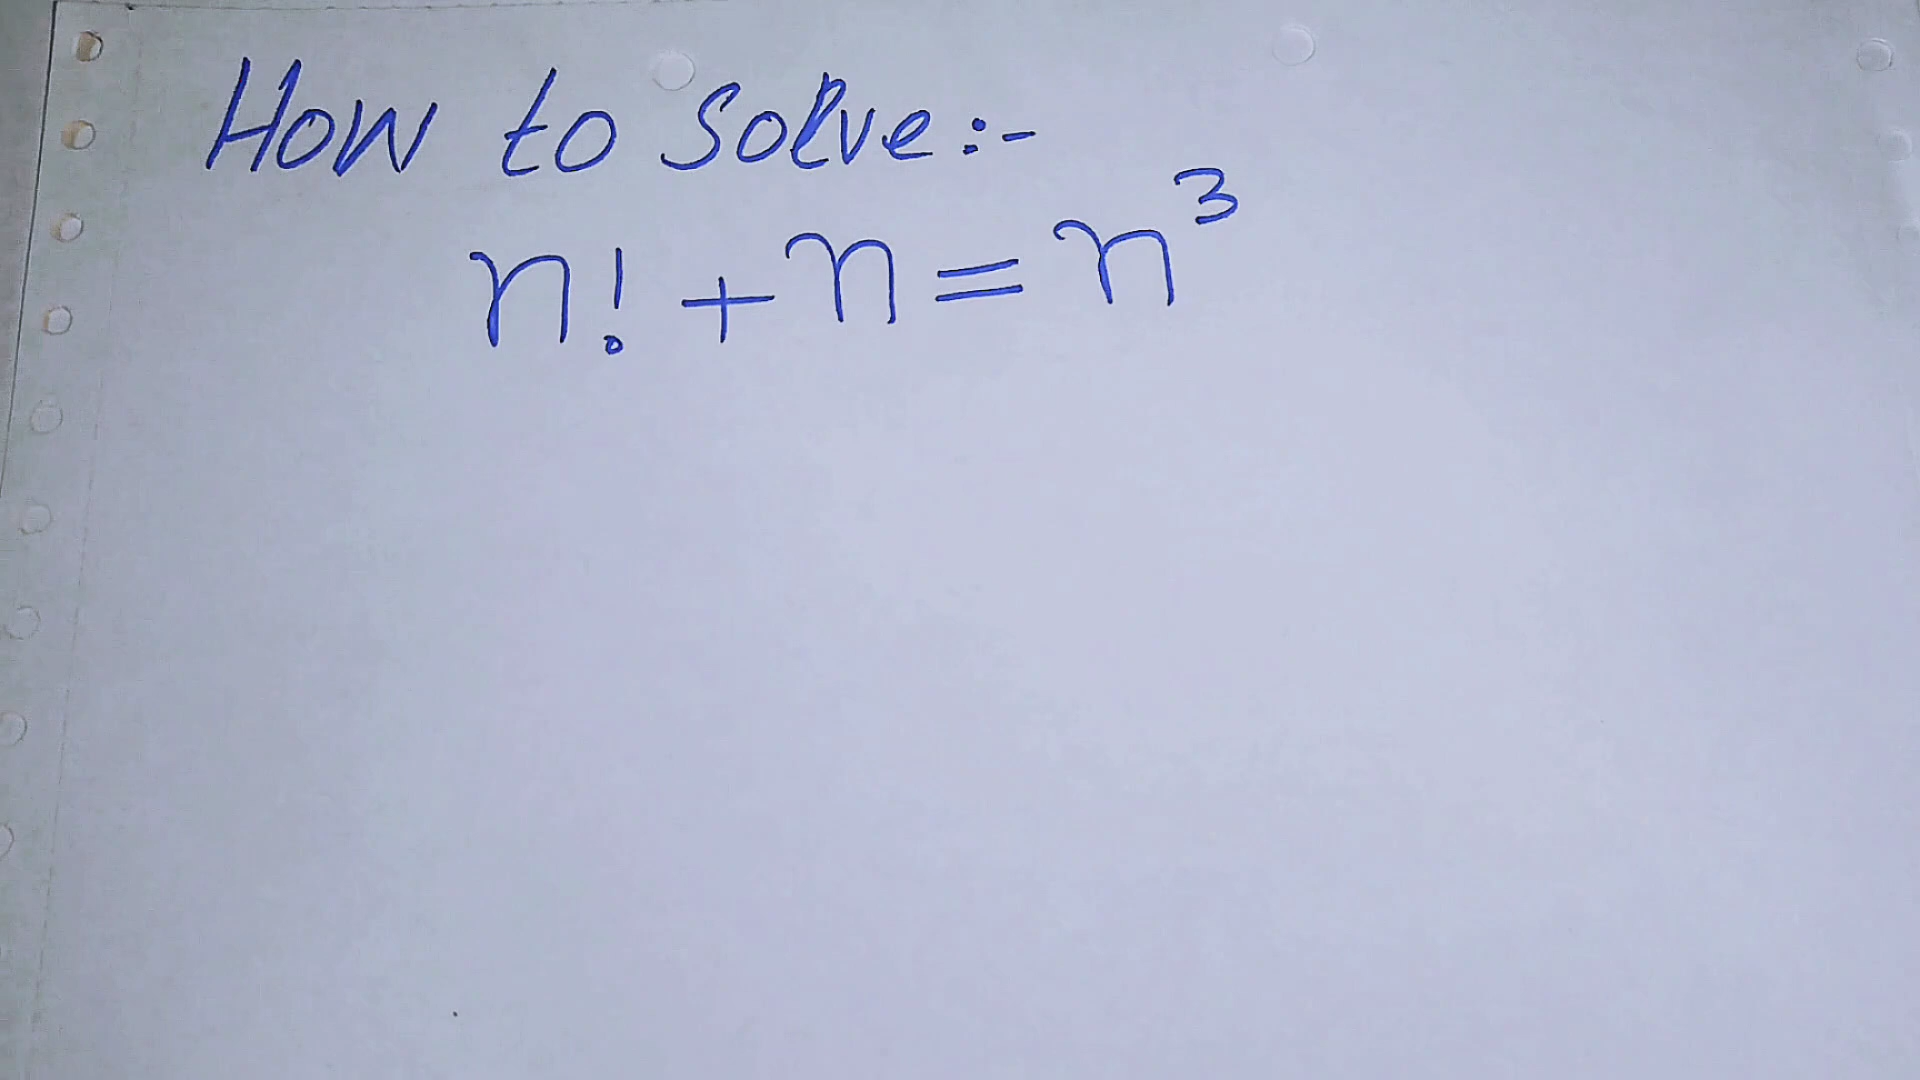 How to solve:-
n! + n = n³